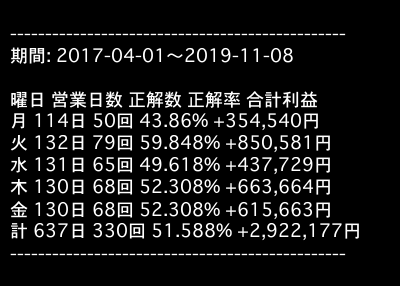 ------------------------------------------------
期間: 2017-04-01〜2019-11-08
曜日 営業日数 正解数 正解率 合計利益
月 114日 50回 43.86% +354,540円
火 132日 79回 59.848% +850,581円
水 131日 65回 49.618% +437,729円
木 130日 68回 52.308% +663,664円
金 130日 68回 52.308% +615,663円
計 637日 330回 51.588% +2,922,177円
------------------------------------------------